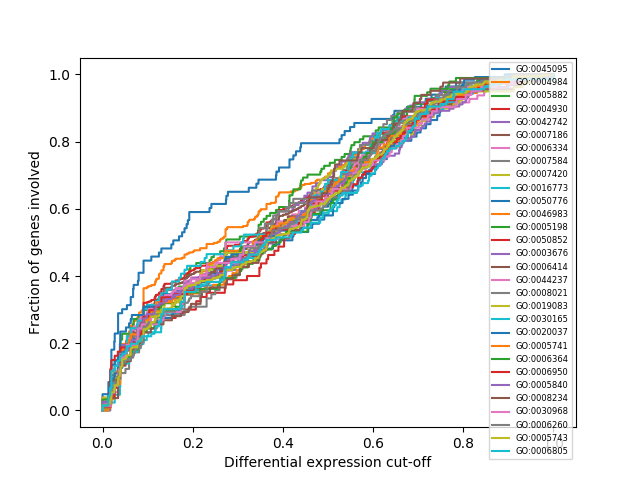 Fraction of genes involved
1.0
0.8
0.6
0.4
0.2
0.0
0.0
0.2
0.4
0.6
0.8
Differential expression cut-off
GO:0045095
GO:0004984
GO:0005882
GO:0004930
GO:0042742
GO:0007186
GO:0006334
GO:0007584
GO:0007420
GO:0016773
GO:0050776
GO:0046983
GO:0005198
GO:0050852
GO:0003676
GO:0006414
GO:0044237
GO:0008021
GO:0019083
GO:0030165
GO:0020037
GO:0005741
GO:0006364
GO:0006950
GO:0005840
GO:0008234
GO:0030968
GO:0006260
GO:0005743
GO:0006805